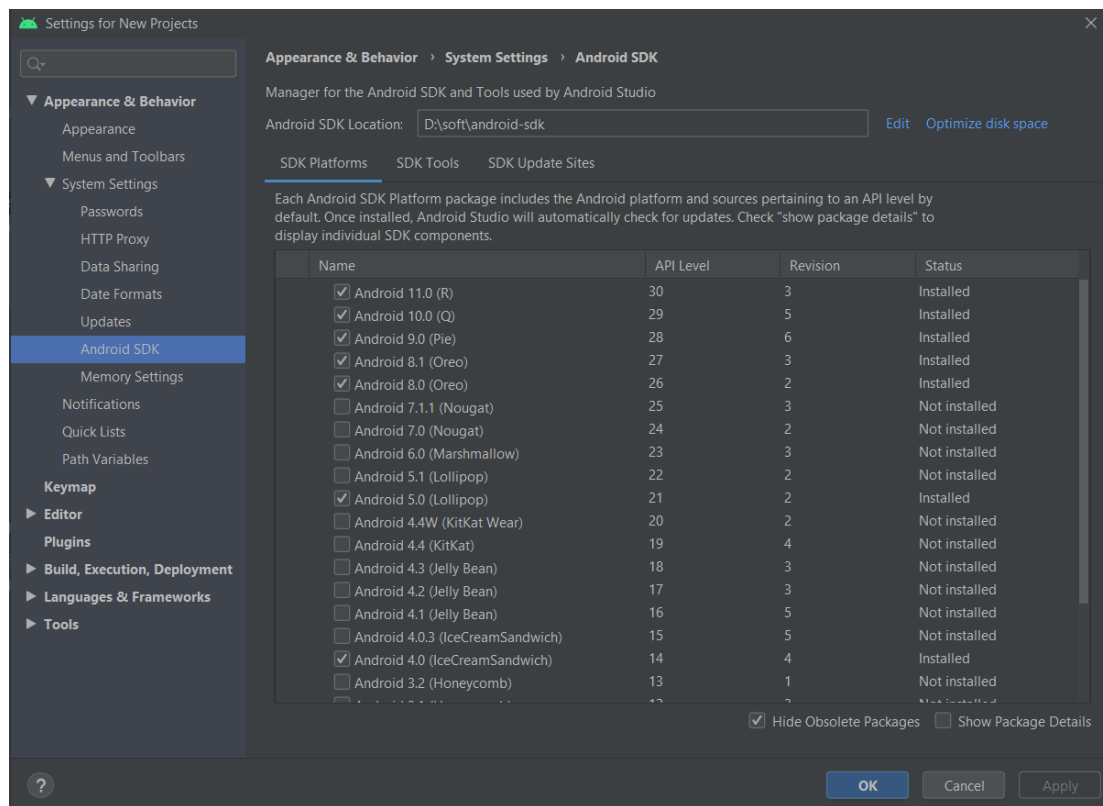 Settings for New Projects
Appearance & Behavior
Appearance
Menus and Toolbars
System Settings
Passwords
HTTP Proxy
Data Sharing
Date Formats
Updates
Android SDK
Memory Settings
Notifications
Quick Lists
Path Variables
Keymap
Editor
Plugins
Build, Execution, Deployment
Languages & Frameworks
Tools
Appearance & Behavior › System Settings › Android SDK
Manager for the Android SDK and Tools used by Android Studio
Android SDK Location: D:\soft\android-sdk Edit Optimize disk space
SDK Platforms SDK Tools SDK Update Sites
Each Android SDK Platform package includes the Android platform and sources pertaining to an API level by
default. Once installed, Android Studio will automatically check for updates. Check "show package details" to
display individual SDK components.
Name API Level Revision Status
Android 11.0 (R) 30 3 Installed
Android 10.0 (Q) 29 5 Installed
Android 9.0 (Pie) 28 6 Installed
Android 8.1 (Oreo) 27 3 Installed
Android 8.0 (Oreo) 26 2 Installed
Android 7.1.1 (Nougat) 25 3 Not installed
Android 7.0 (Nougat) 24 2 Not installed
Android 6.0 (Marshmallow) 23 3 Not installed
Android 5.1 (Lollipop) 22 2 Not installed
Android 5.0 (Lollipop) 21 2 Installed
Android 4.4W (KitKat Wear) 20 2 Not installed
Android 4.4 (KitKat) 19 4 Not installed
Android 4.3 (Jelly Bean) 18 3 Not installed
Android 4.2 (Jelly Bean) 17 3 Not installed
Android 4.1 (Jelly Bean) 16 5 Not installed
Android 4.0.3 (IceCreamSandwich) 15 5 Not installed
Android 4.0 (IceCreamSandwich) 14 4 Installed
Android 3.2 (Honeycomb) 13 1 Not installed
Hide Obsolete Packages Show Package Details
? OK Cancel Apply